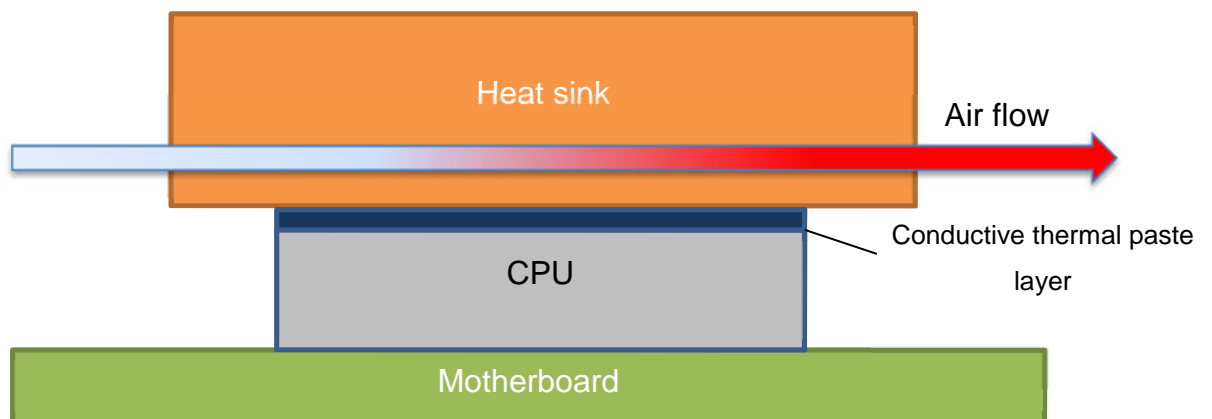 Heat sink
Air flow
Conductive thermal paste
layer
CPU
Motherboard